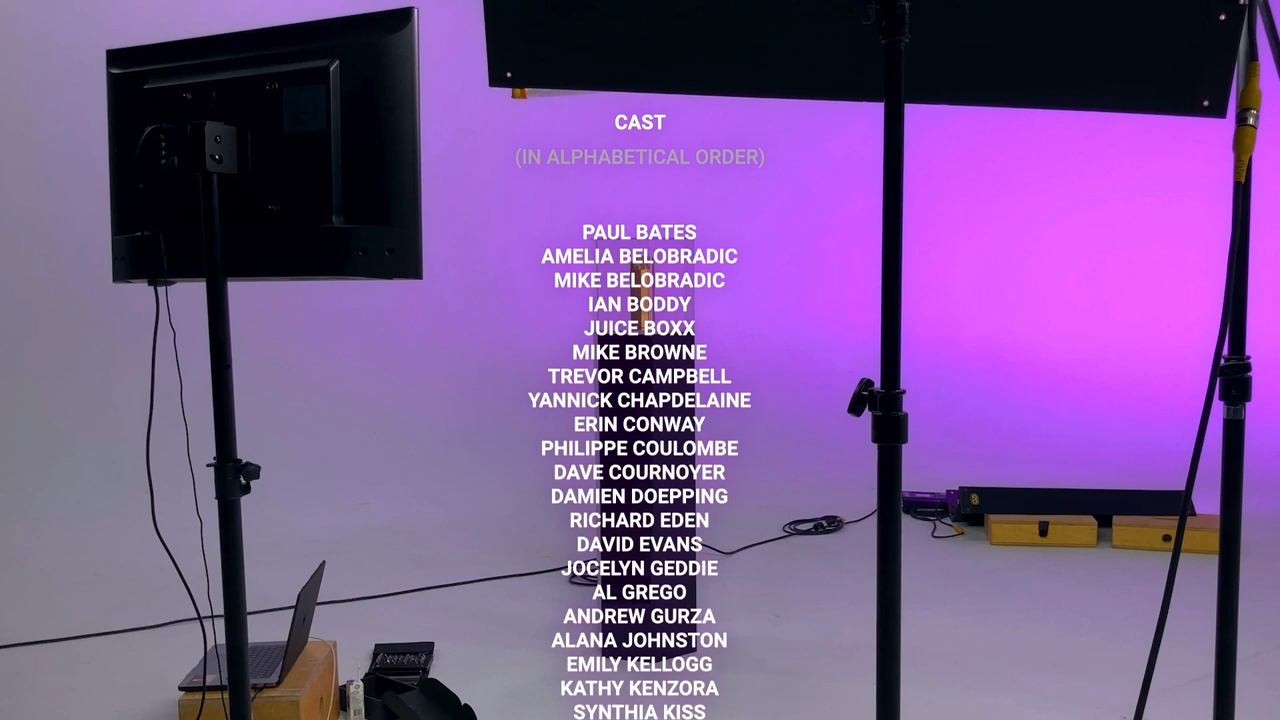 CAST
(IN ALPHABETICAL ORDER)
PAUL BATES
AMELIA BELOBRADIC
MIKE BELOBRADIC
IAN BODDY
JUICE BOXX
MIKE BROWNE
TREVOR CAMPBELL
YANNICK CHAPDELAINE
ERIN CONWAY
PHILIPPE COULOMBE
DAVE COURNOYER
DAMIEN DOEPPING
RICHARD EDEN
DAVID EVANS
JOCELYN GEDDIE
AL GREGO
ANDREW GURZA
ALANA JOHNSTON
EMILY KELLOGG
KATHY KENZORA
SYNTHIA KISS